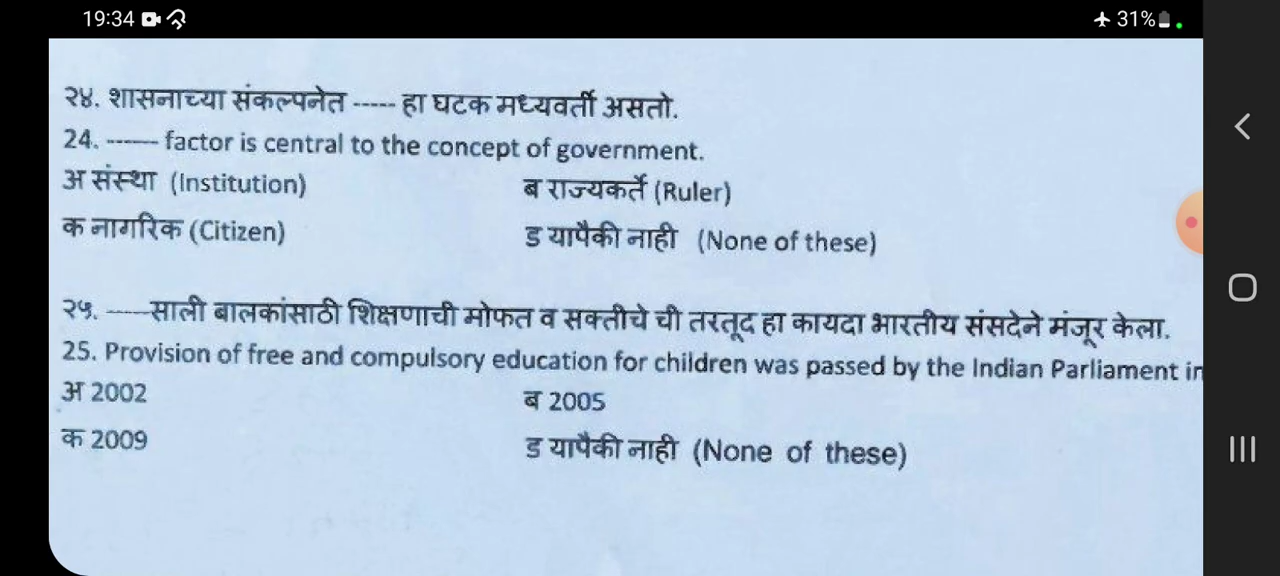 19:34
31%
२४. शासनाच्या संकल्पनेत ----- हा घटक मध्यवर्ती असतो.
24. ------ factor is central to the concept of government.
अ संस्था (Institution) ब राज्यकर्ते (Ruler)
क नागरिक (Citizen) ड यापैकी नाही (None of these)
२५. -----साली बालकांसाठी शिक्षणाची मोफत व सक्तीचे ची तरतूद हा कायदा भारतीय संसदेने मंजूर केला.
25. Provision of free and compulsory education for children was passed by the Indian Parliament in
अ 2002 ब 2005
क 2009 ड यापैकी नाही (None of these)